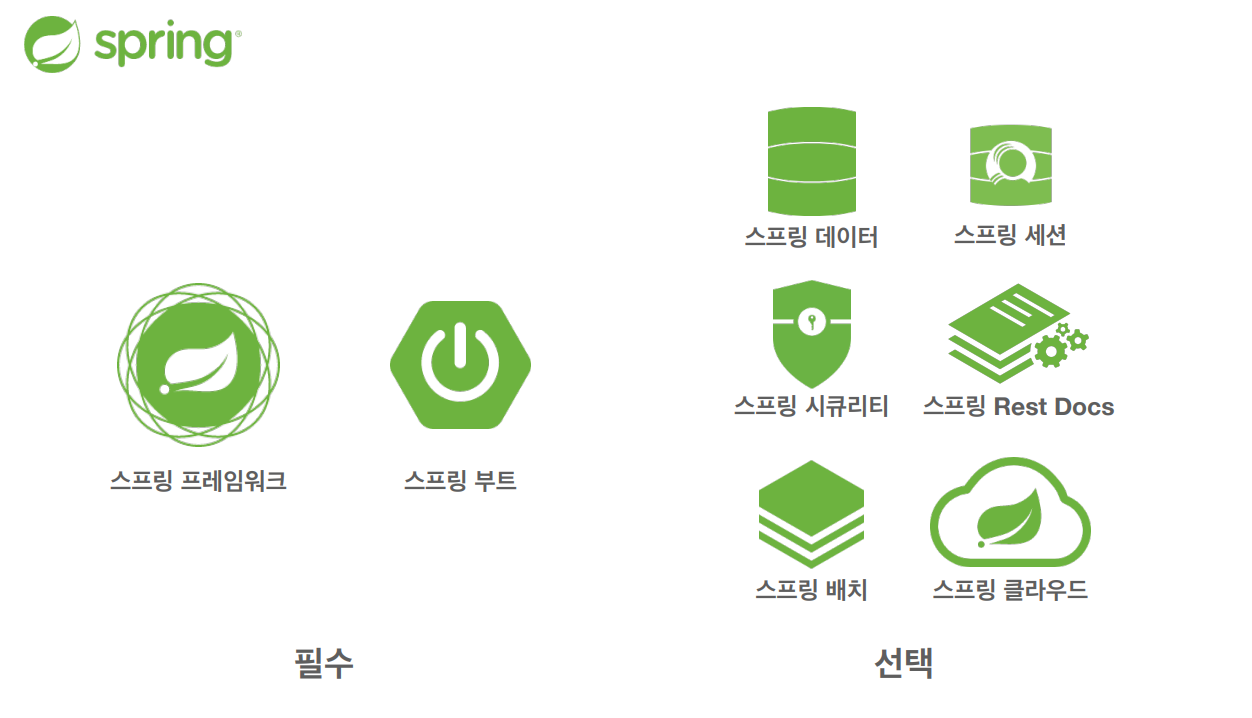 spring
스프링 데이터
스프링 세션
스프링 시큐리티
스프링 Rest Docs
스프링 프레임워크
스프링 부트
스프링 배치
스프링 클라우드
필수
선택